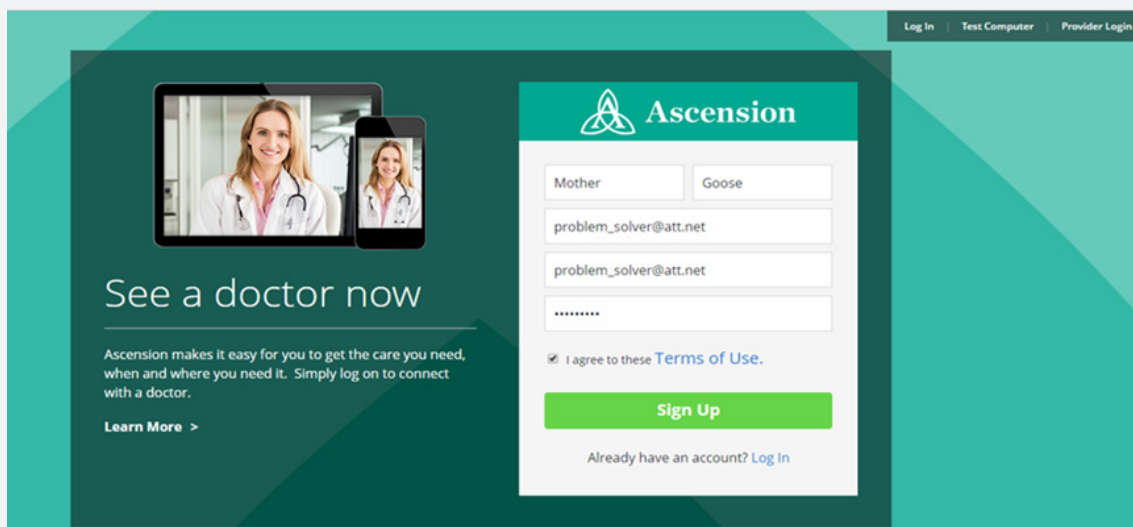 Log In | Test Computer | Provider Login
Ascension
Mother Goose
problem_solver@att.net
problem_solver@att.net
•••••••••
I agree to these Terms of Use.
Sign Up
Already have an account? Log In
See a doctor now
Ascension makes it easy for you to get the care you need,
when and where you need it. Simply log on to connect
with a doctor.
Learn More >